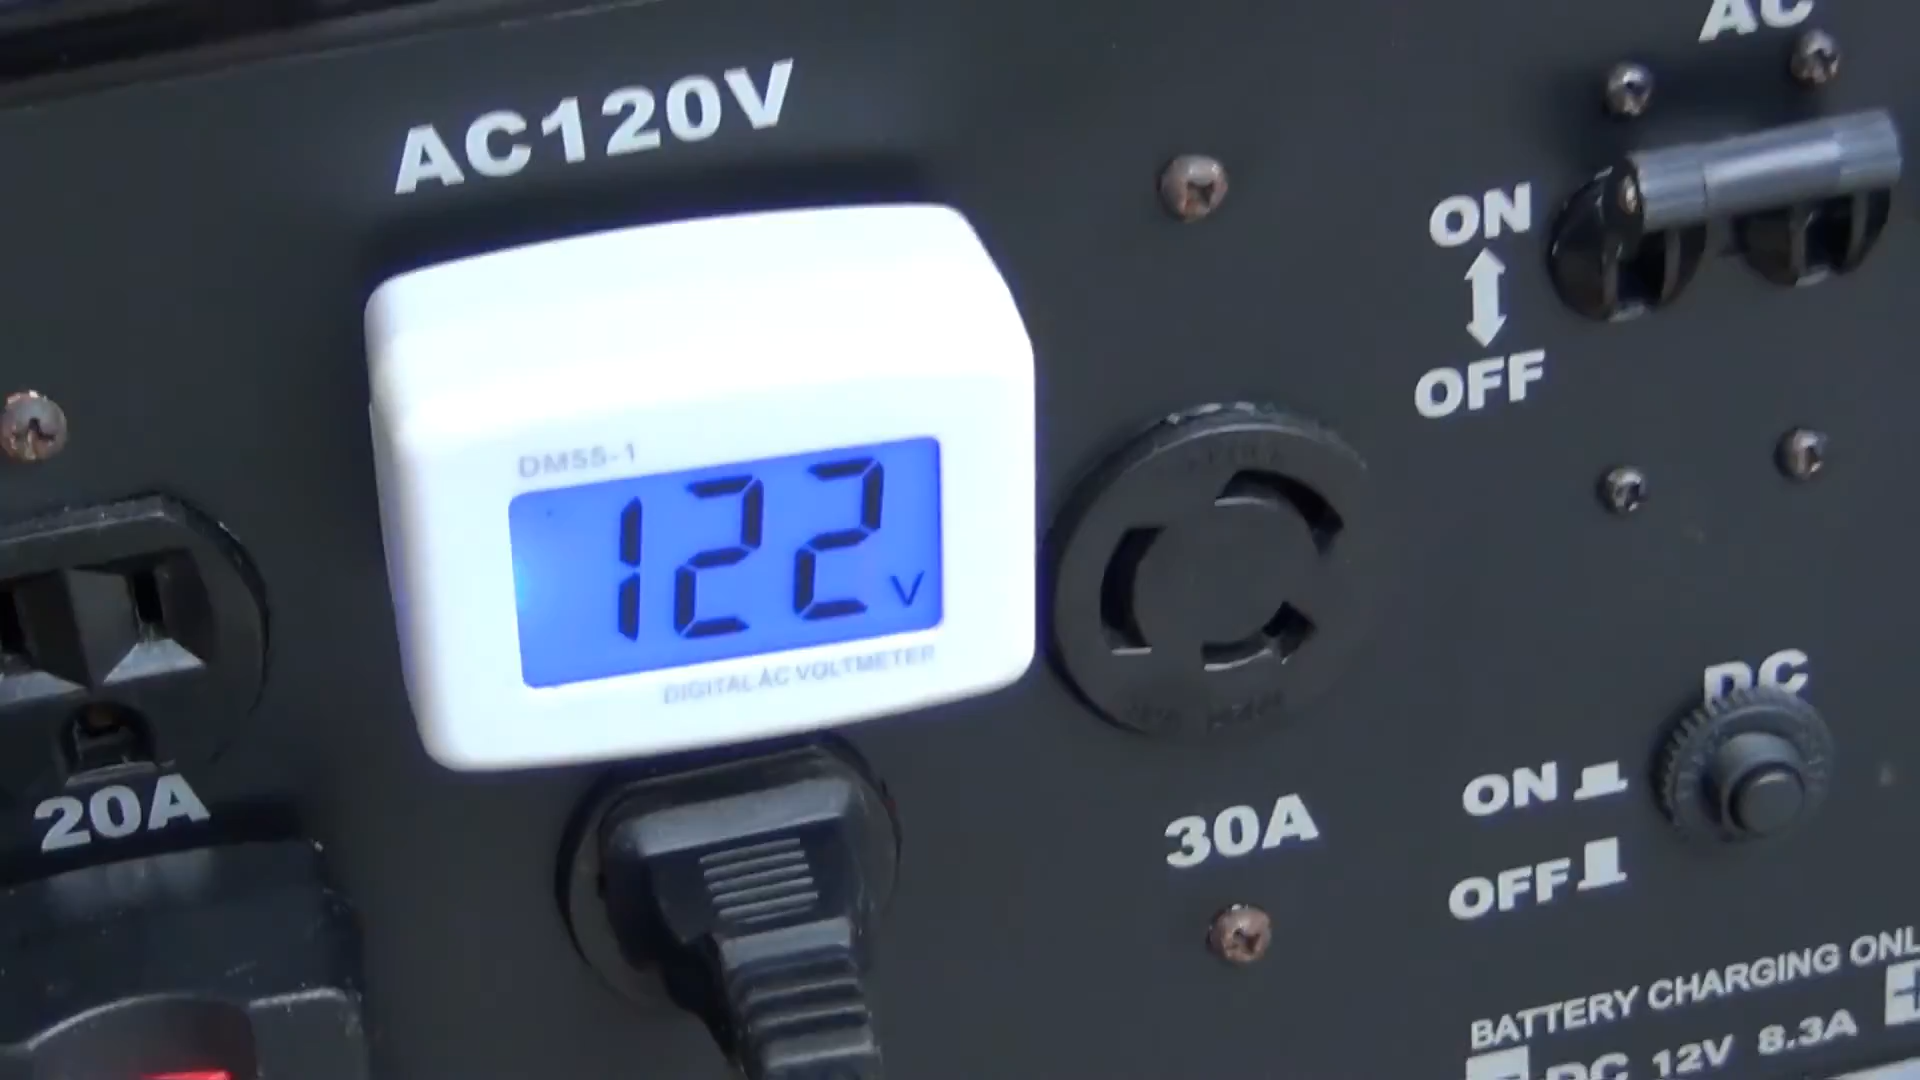 AC120V
AC
ON
OFF
DM55-1
122 V
DIGITAL AC VOLTMETER
20A
30A
DC
ON
OFF
BATTERY CHARGING ONL
DC 12V 8.3A